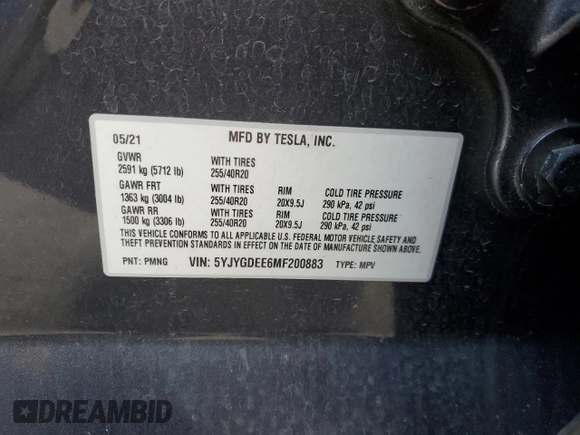 05/21 MFD BY TESLA, INC.
GVWR WITH TIRES
2591 kg (5712 lb) 255/40R20
GAWR FRT WITH TIRES RIM COLD TIRE PRESSURE
1363 kg (3004 lb) 255/40R20 20X9.5J 290 kPa, 42 psi
GAWR RR WITH TIRES RIM COLD TIRE PRESSURE
1500 kg (3306 lb) 255/40R20 20X9.5J 290 kPa, 42 psi
THIS VEHICLE CONFORMS TO ALL APPLICABLE U.S. FEDERAL MOTOR VEHICLE SAFETY AND
THEFT PREVENTION STANDARDS IN EFFECT ON THE DATE OF MANUFACTURE SHOWN ABOVE.
PNT: PMNG VIN: 5YJYGDEE6MF200883 TYPE: MPV
DREAMBID